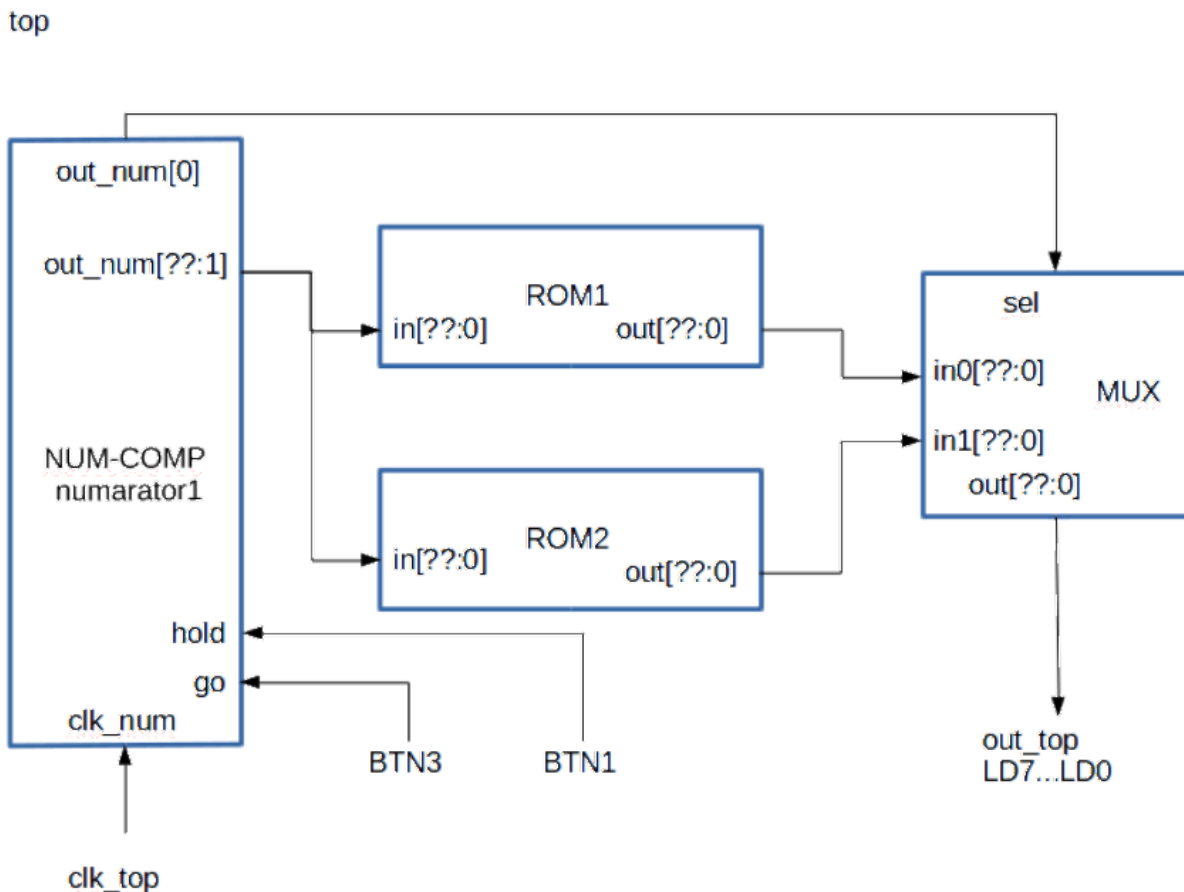 top
out_num[0]
out_num[??:1]
NUM-COMP
numarator1
hold
go
clk_num
clk_top
ROM1
in[??:0]
out[??:0]
ROM2
in[??:0]
out[??:0]
BTN3
BTN1
sel
in0[??:0]
MUX
in1[??:0]
out[??:0]
out_top
LD7...LD0